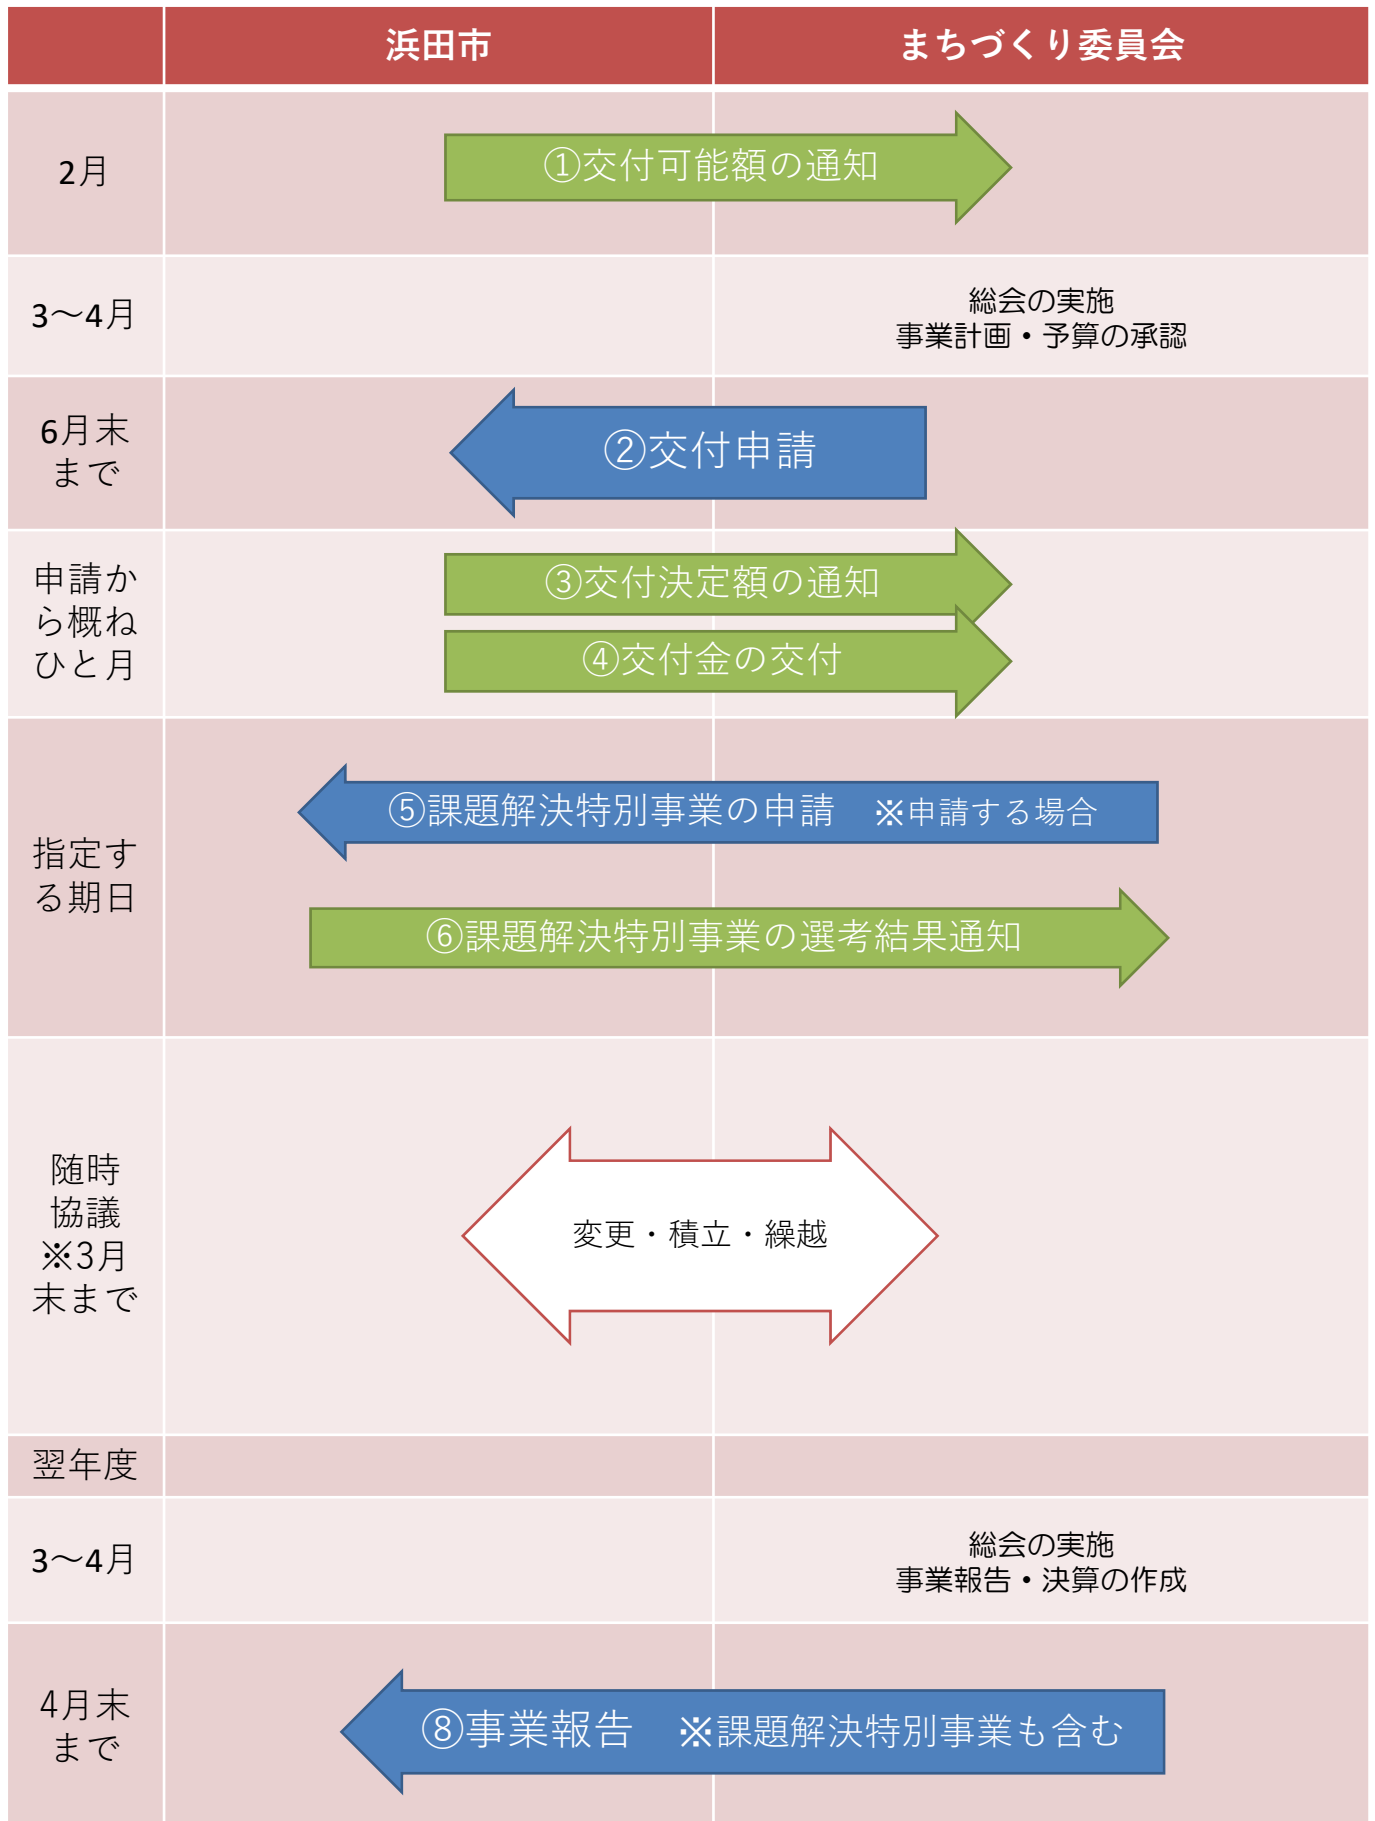 浜田市
まちづくり委員会
2月
①交付可能額の通知
3～4月
総会の実施
事業計画・予算の承認
6月末
まで
②交付申請
申請か
ら概ね
ひと月
③交付決定額の通知
④交付金の交付
指定す
る期日
⑤課題解決特別事業の申請　※申請する場合
⑥課題解決特別事業の選考結果通知
随時
協議
※3月
末まで
変更・積立・繰越
翌年度
3～4月
総会の実施
事業報告・決算の作成
4月末
まで
⑧事業報告　※課題解決特別事業も含む